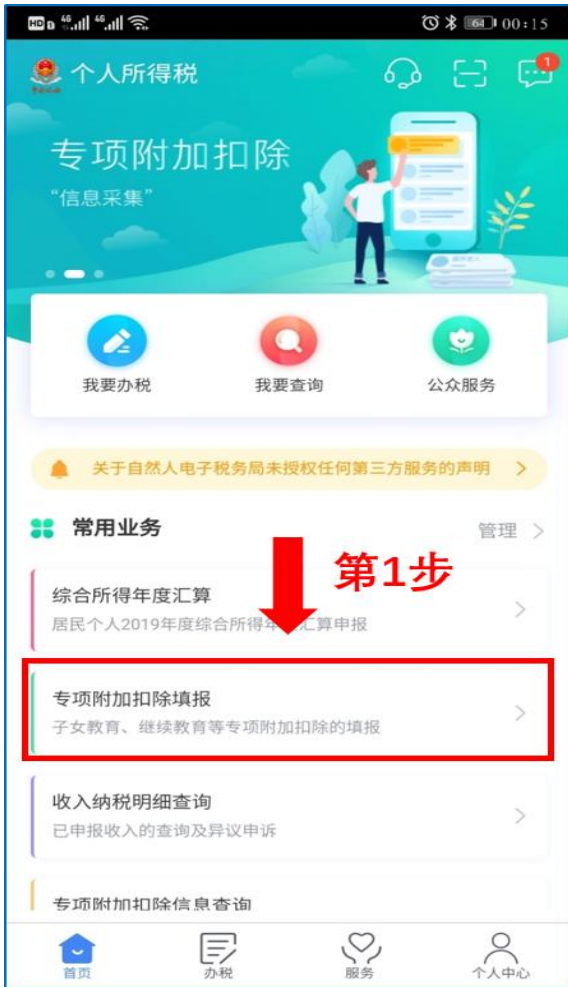 HD 46 46 64 00:15
个人所得税 1
专项附加扣除
“信息采集”
我要办税 我要查询 公众服务
关于自然人电子税务局未授权任何第三方服务的声明 >
常用业务 管理 >
第1步
综合所得年度汇算
居民个人2019年度综合所得年 汇算申报
专项附加扣除填报
子女教育、继续教育等专项附加扣除的填报
收入纳税明细查询
已申报收入的查询及异议申诉
专项附加扣除信息查询
首页 办税 服务 个人中心